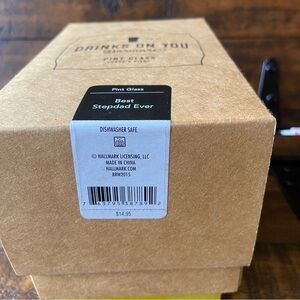 DRINKS ON YOU
PINT GLASS
Pint Glass
Best
Stepdad Ever
DISHWASHER SAFE.
© HALLMARK LICENSING, LLC
MADE IN CHINA
HALLMARK.COM
BRW2015
$14.95